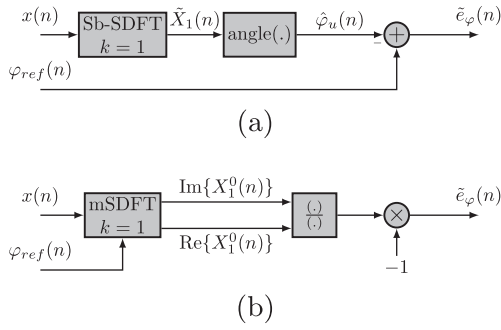 x(n)
Sb-SDFT
k = 1
X̃₁(n)
angle(.)
φ̂ᵤ(n)
−
+
ẽ_φ(n)
φ_ref(n)
(a)
x(n)
mSDFT
k = 1
Im{X₁⁰(n)}
Re{X₁⁰(n)}
(.)
(.)
×
ẽ_φ(n)
φ_ref(n)
−1
(b)